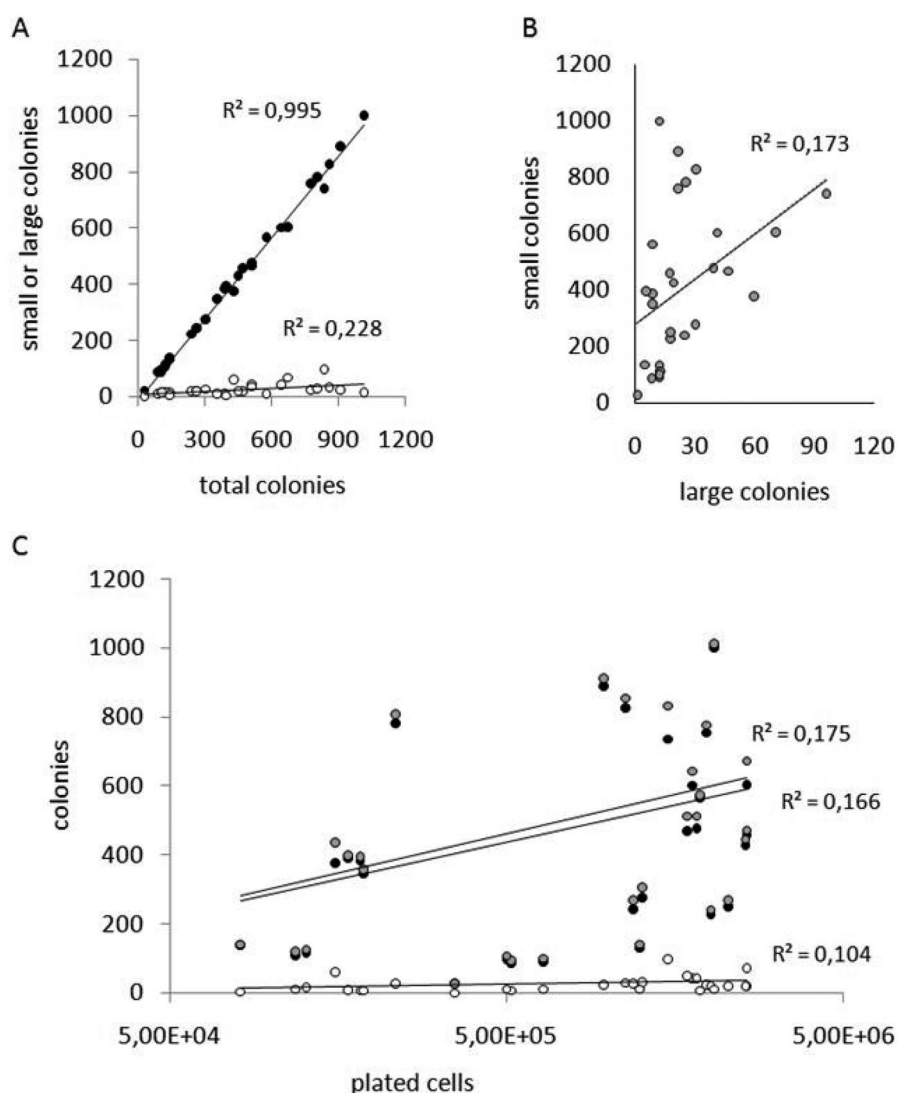 A
1200
1000
800
600
400
200
0
small or large colonies
R² = 0,995
R² = 0,228
0 300 600 900 1200
total colonies
B
1200
1000
800
600
400
200
0
small colonies
R² = 0,173
0 30 60 90 120
large colonies
C
1200
1000
800
600
400
200
0
colonies
R² = 0,175
R² = 0,166
R² = 0,104
5,00E+04 5,00E+05 5,00E+06
plated cells